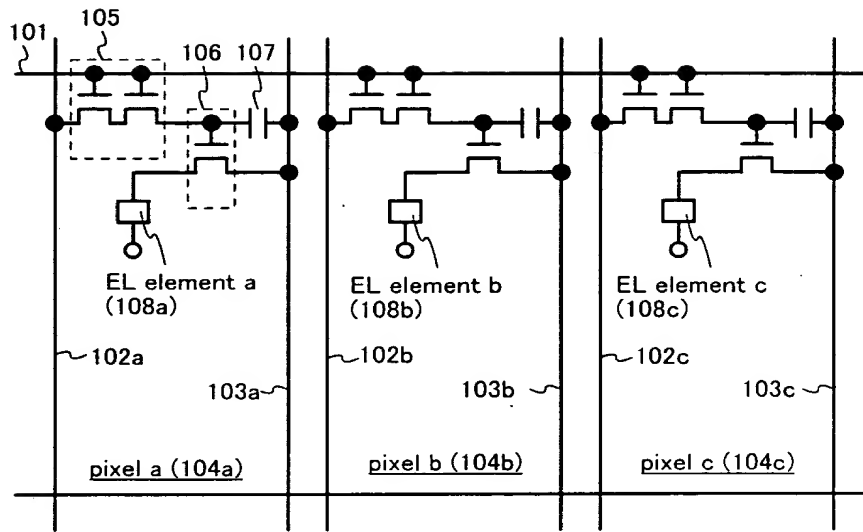 105
101
106
107
EL element a
(108a)
EL element b
(108b)
EL element c
(108c)
102a
102b
102c
103a
103b
103c
pixel a (104a)
pixel b (104b)
pixel c (104c)